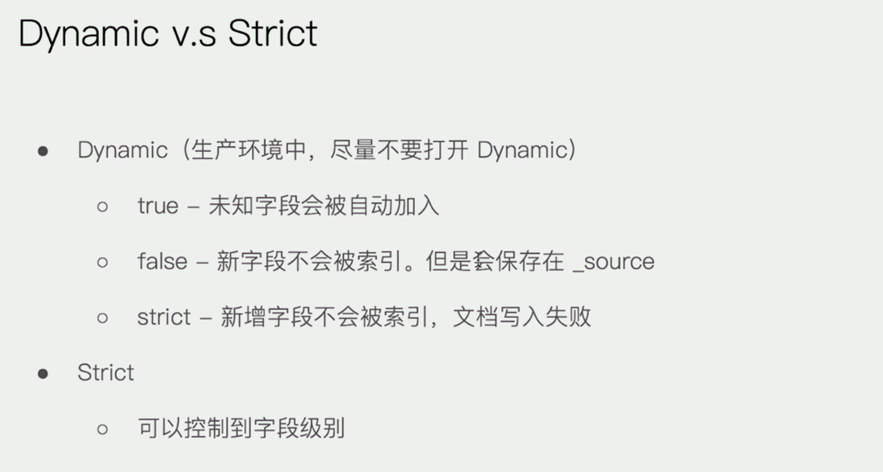 Dynamic v.s Strict
● Dynamic（生产环境中，尽量不要打开 Dynamic）
○ true – 未知字段会被自动加入
○ false – 新字段不会被索引。但是会保存在 _source
○ strict – 新增字段不会被索引，文档写入失败
● Strict
○ 可以控制到字段级别